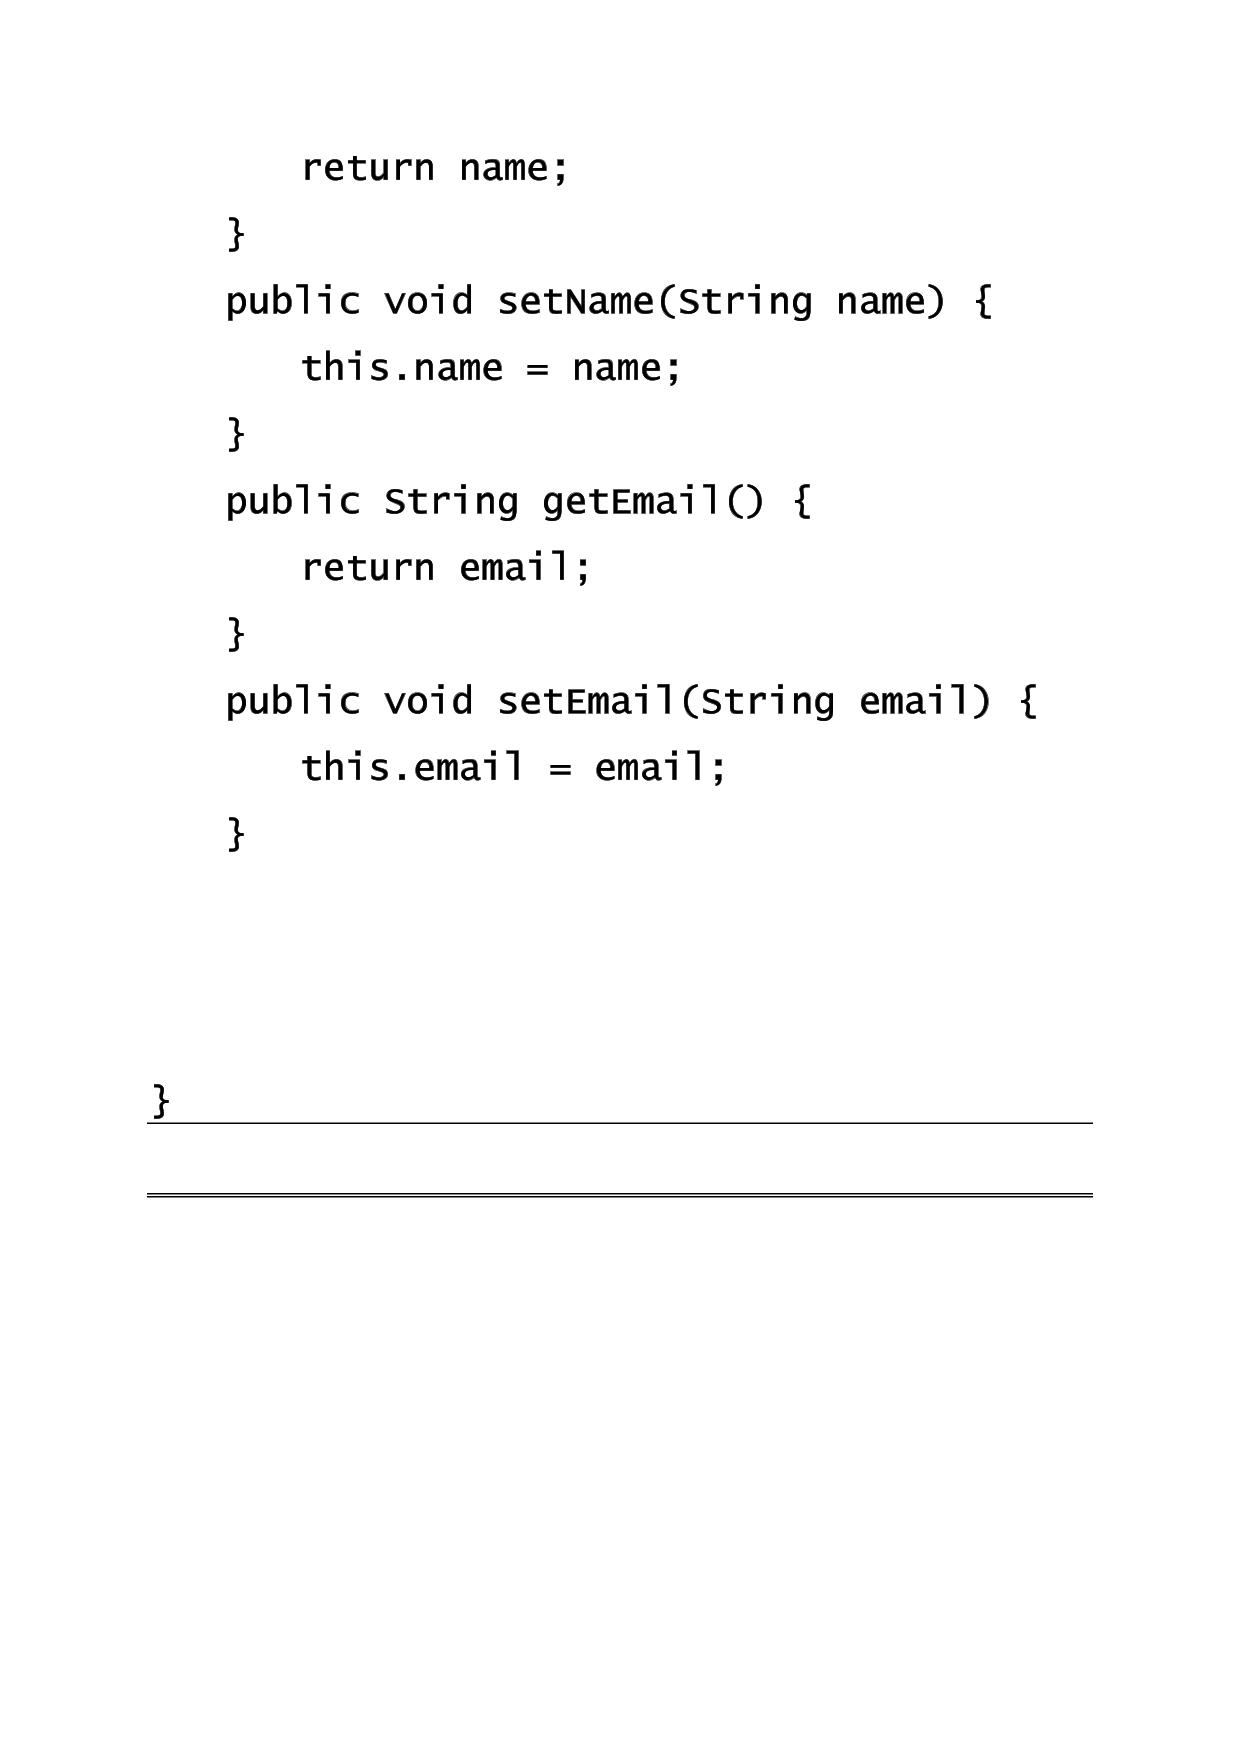 return name;
}
public void setName(String name) {
this.name = name;
}
public String getEmail() {
return email;
}
public void setEmail(String email) {
this.email = email;
}
}